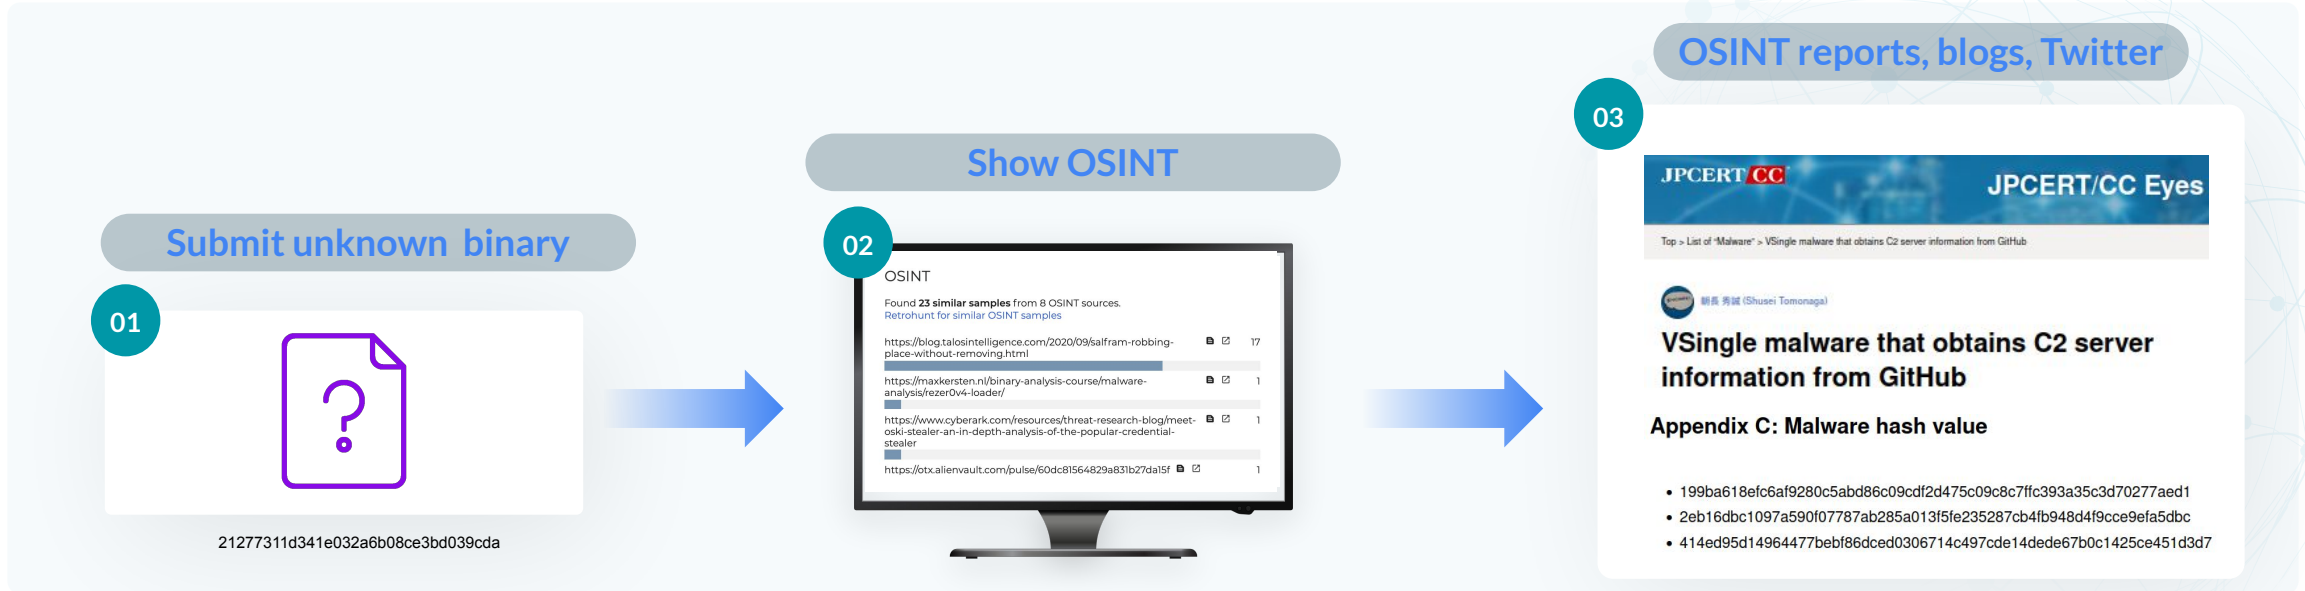 Submit unknown binary
01
21277311d341e032a6b08ce3bd039cda
Show OSINT
02
OSINT
Found 23 similar samples from 8 OSINT sources.
Retrohunt for similar OSINT samples
https://blog.talosintelligence.com/2020/09/salfram-robbing-
place-without-removing.html
17
https://maxkersten.nl/binary-analysis-course/malware-
analysis/rezer0v4-loader/
1
https://www.cyberark.com/resources/threat-research-blog/meet-
oski-stealer-an-in-depth-analysis-of-the-popular-credential-
stealer
1
https://otx.alienvault.com/pulse/60dc81564829a831b27da15f
1
OSINT reports, blogs, Twitter
03
JPCERT CC
JPCERT/CC Eyes
Top > List of "Malware" > VSingle malware that obtains C2 server information from GitHub
朝長 秀誠 (Shusei Tomonaga)
VSingle malware that obtains C2 server
information from GitHub
Appendix C: Malware hash value
• 199ba618efc6af9280c5abd86c09cdf2d475c09c8c7ffc393a35c3d70277aed1
• 2eb16dbc1097a590f07787ab285a013f5fe235287cb4fb948d4f9cce9efa5dbc
• 414ed95d14964477bebf86dced0306714c497cde14dede67b0c1425ce451d3d7